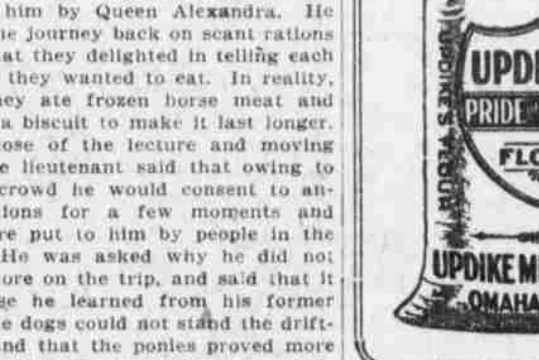 him by Queen Alexandra. He
ne journey back on scant rations
at they delighted in telling each
they wanted to eat. In reality,
ey ate frozen horse meat and
a biscuit to make it last longer.
ose of the lecture and moving
e lieutenant said that owing to
crowd he would consent to an-
tions for a few moments and
re put to him by people in the
He was asked why he did not
ore on the trip, and said that it
se he learned from his former
e dogs could not stand the drift-
nd that the ponies proved more
UPDIKE'S FLOUR
UPDI
PRIDE
FLO
UPDIKE M
OMAHA